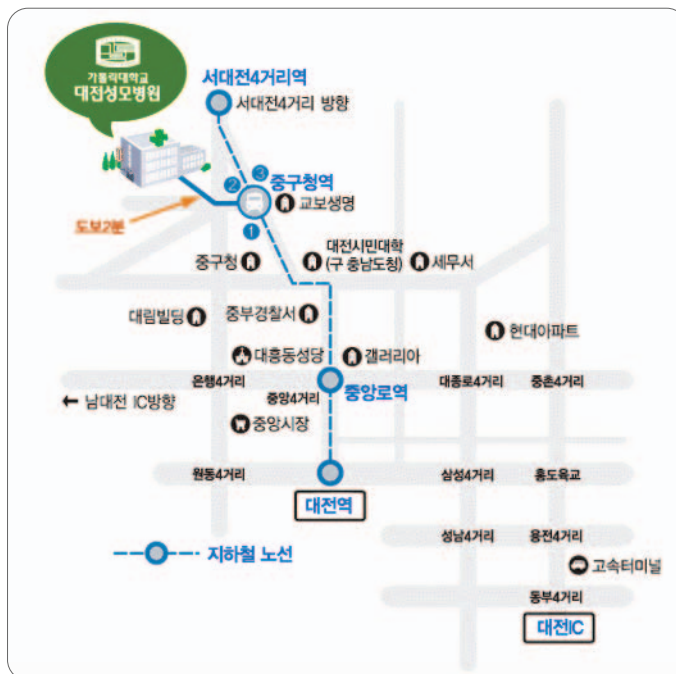 가톨릭대학교
대전성모병원
서대전4거리역
서대전4거리 방향
3
2
중구청역
교보생명
도보2분
1
중구청
대전시민대학
(구 충남도청)
세무서
대림빌딩
중부경찰서
현대아파트
대흥동성당
갤러리아
은행4거리
중앙로역
대종로4거리
중촌4거리
← 남대전 IC방향
중앙4거리
중앙시장
원동4거리
삼성4거리
홍도육교
대전역
성남4거리
용전4거리
지하철 노선
고속터미널
동부4거리
대전IC